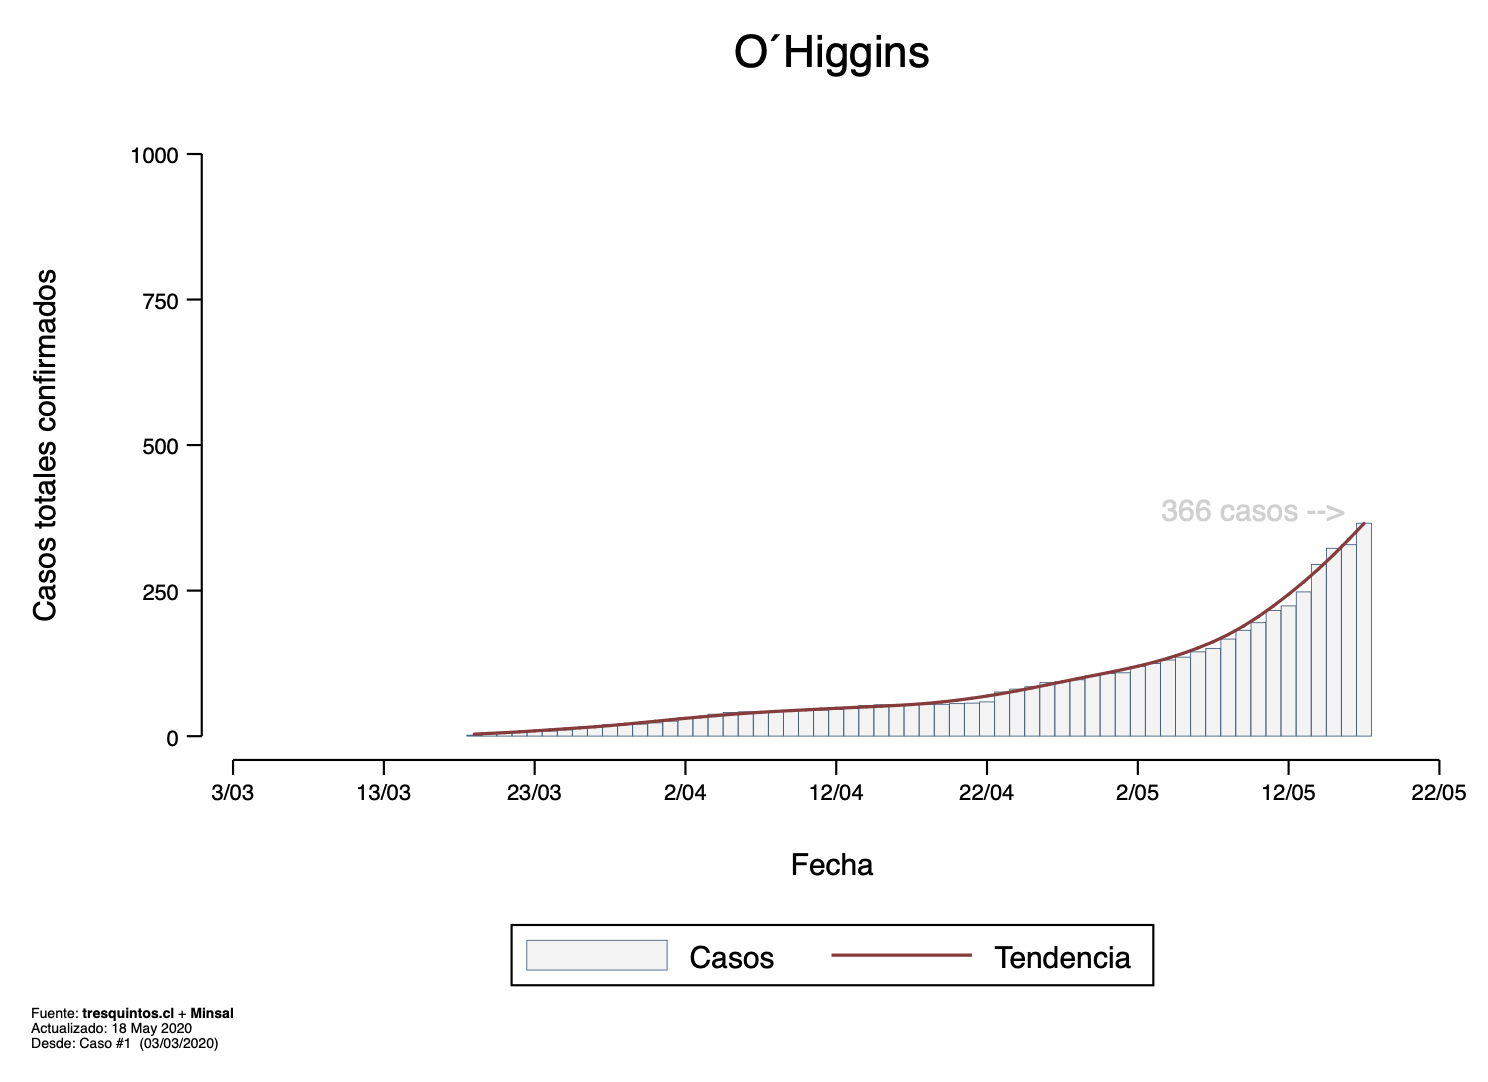 O´Higgins
Casos totales confirmados
1000
750
500
250
0
366 casos -->
3/03 13/03 23/03 2/04 12/04 22/04 2/05 12/05 22/05
Fecha
Casos Tendencia
Fuente: tresquintos.cl + Minsal
Actualizado: 18 May 2020
Desde: Caso #1 (03/03/2020)